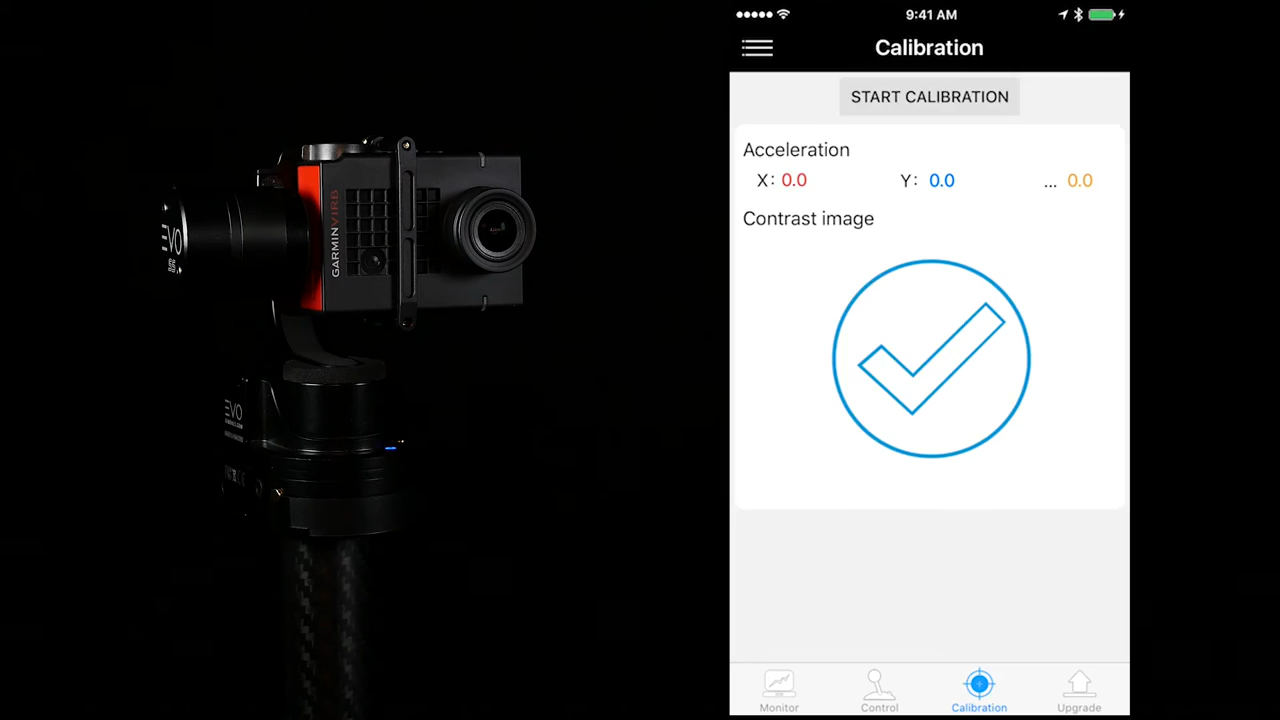 9:41 AM
Calibration
START CALIBRATION
Acceleration
X: 0.0 Y: 0.0 ... 0.0
Contrast image
Monitor Control Calibration Upgrade
GARMIN VIRB
EVO
EVO